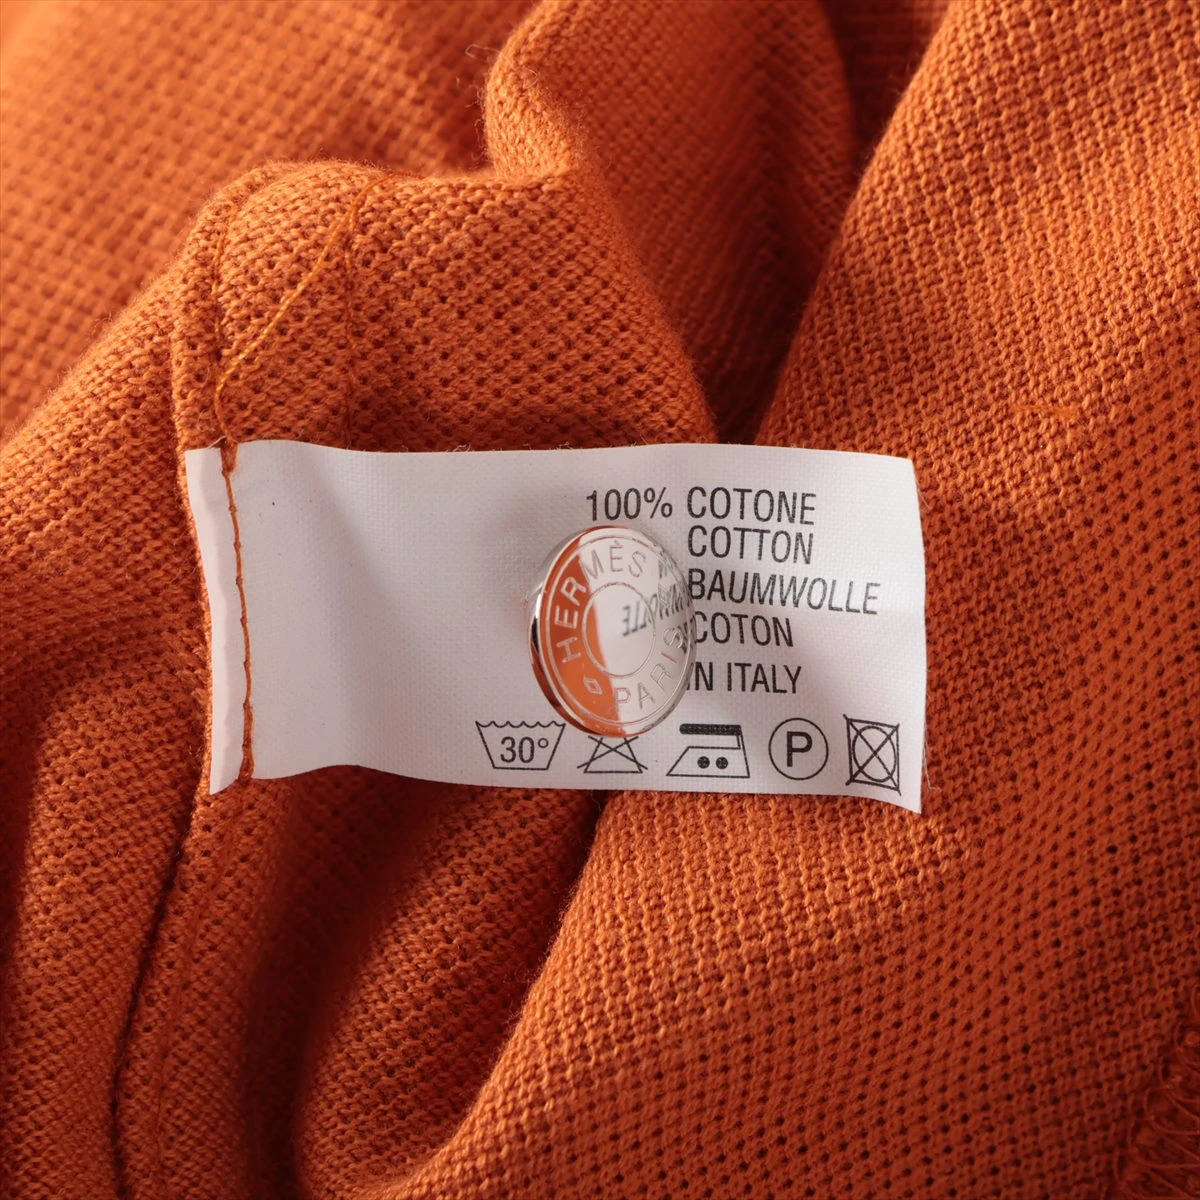 100% COTONE
COTTON
BAUMWOLLE
COTON
IN ITALY
HERMÈS
PARIS
30°
P